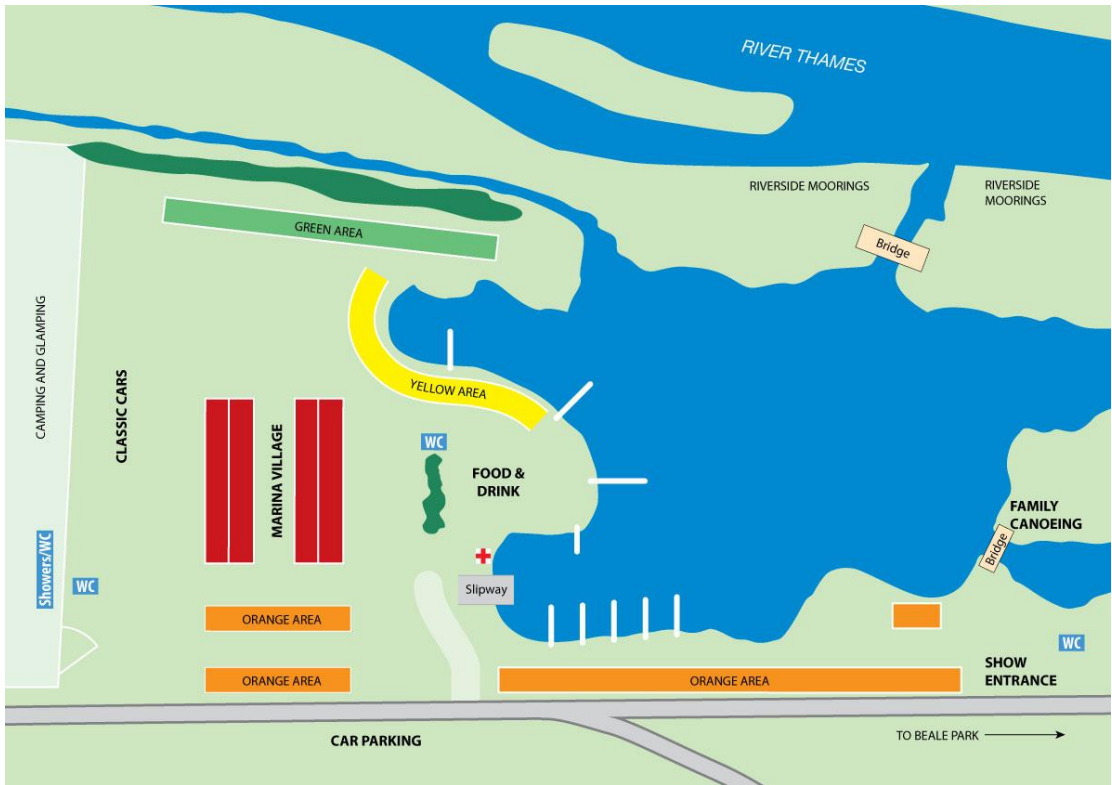 RIVER THAMES
RIVERSIDE MOORINGS
RIVERSIDE
MOORINGS
GREEN AREA
Bridge
CAMPING AND GLAMPING
CLASSIC CARS
YELLOW AREA
MARINA VILLAGE
WC
FOOD &
DRINK
FAMILY
CANOEING
Bridge
Showers/WC
WC
Slipway
ORANGE AREA
WC
ORANGE AREA
ORANGE AREA
SHOW
ENTRANCE
CAR PARKING
TO BEALE PARK